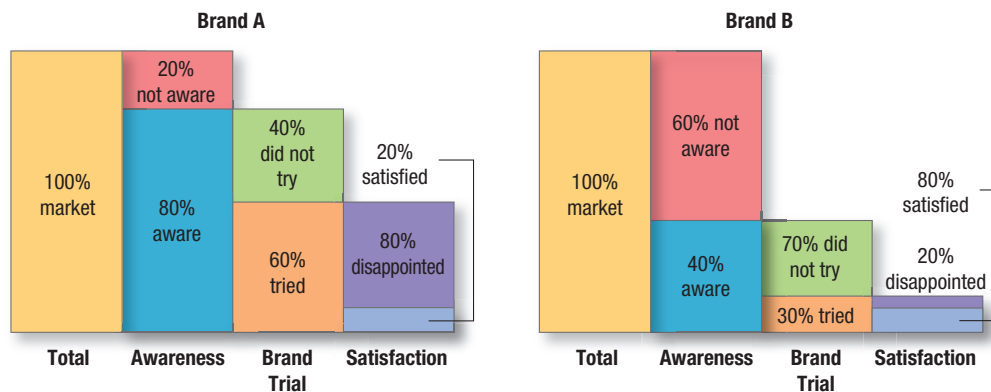 Brand A
20%
not aware
40%
did not
try
20%
satisfied
100%
market
80%
aware
60%
tried
80%
disappointed
Total
Awareness
Brand
Trial
Satisfaction
Brand B
60% not
aware
80%
satisfied
100%
market
40% aware
70% did
not try
20%
disappointed
30% tried
Total
Awareness
Brand
Trial
Satisfaction